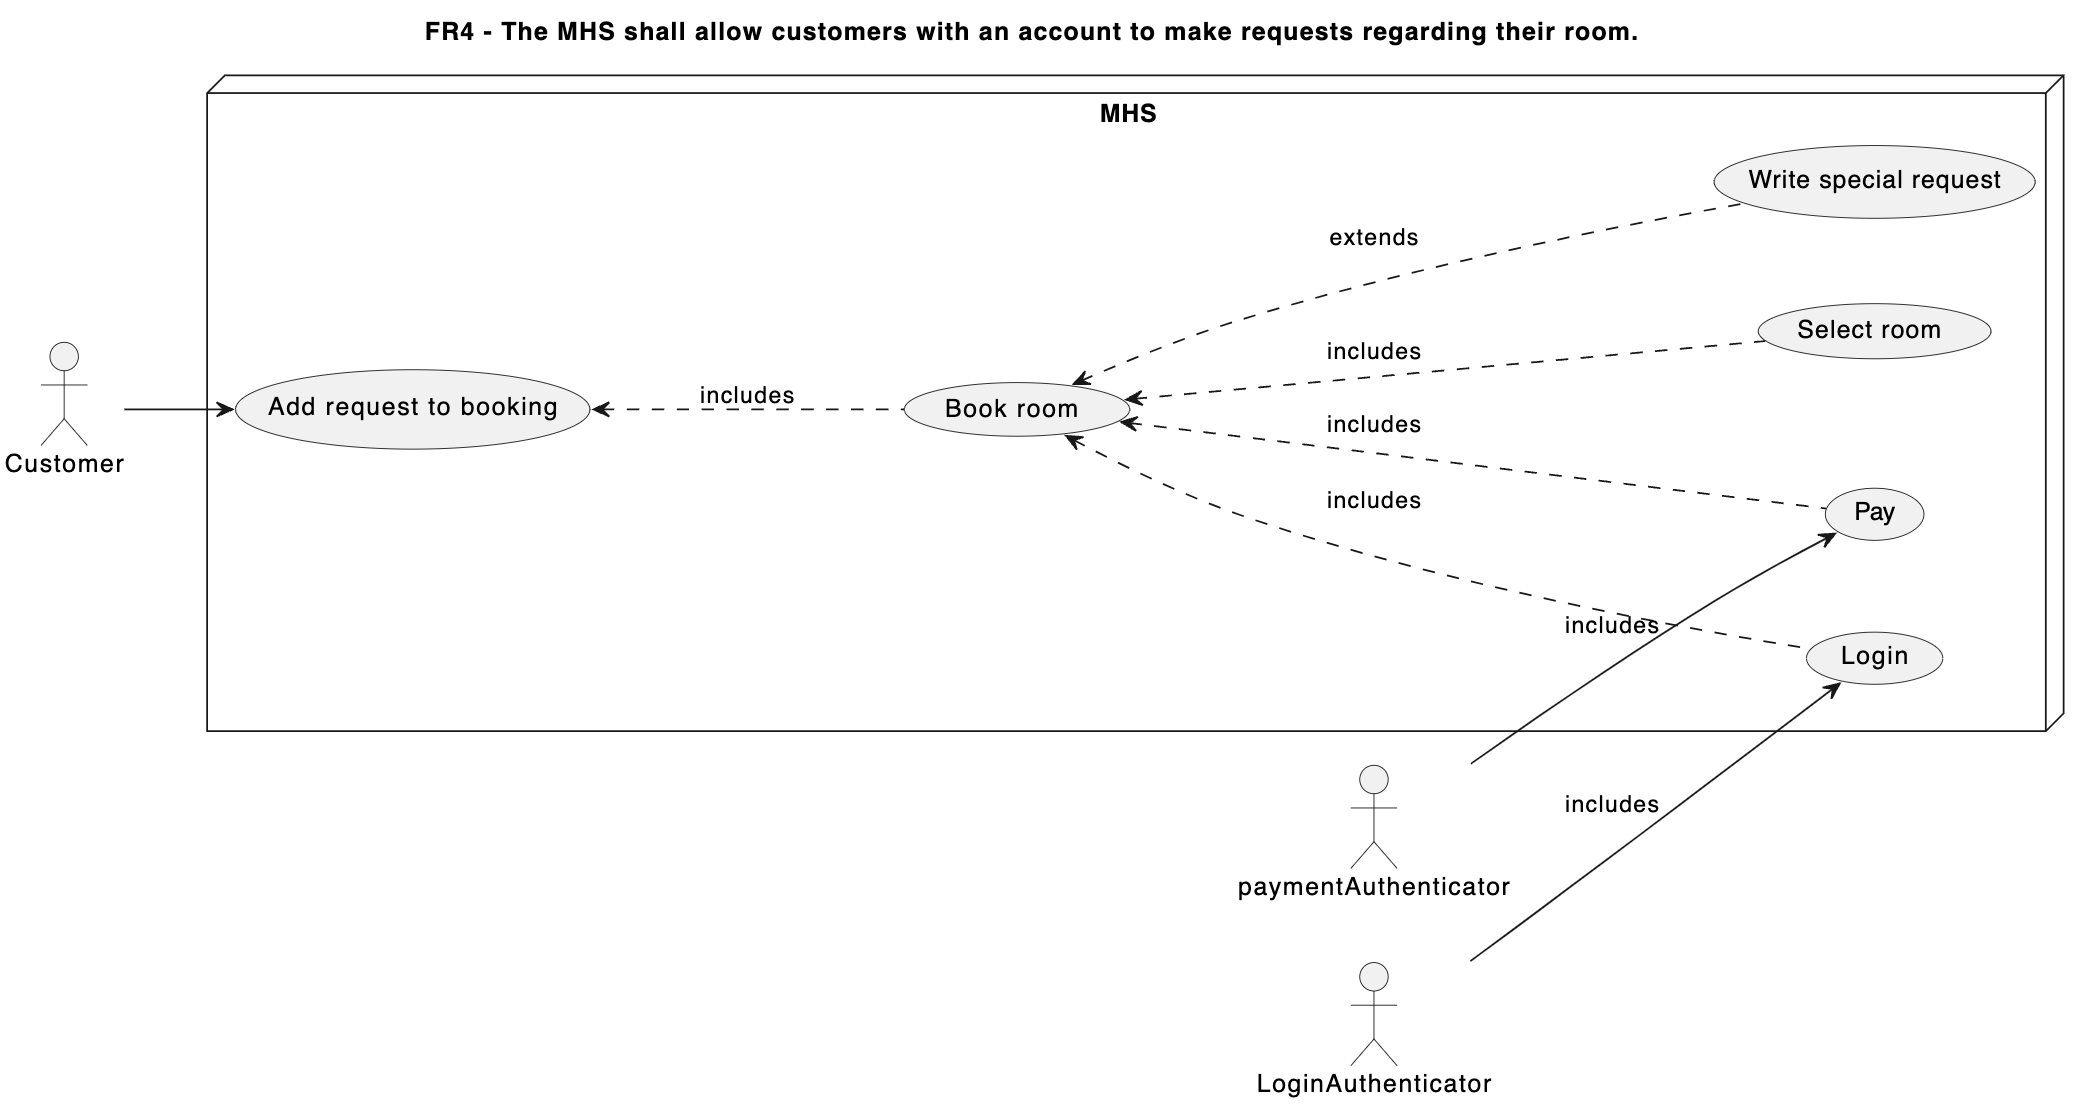 FR4 - The MHS shall allow customers with an account to make requests regarding their room.
MHS
Write special request
extends
Select room
includes
includes
Add request to booking
Book room
includes
Customer
includes
Pay
includes
Login
includes
paymentAuthenticator
LoginAuthenticator